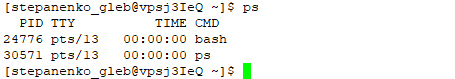 [stepanenko_gleb@vpsj3IeQ ~]$ ps
  PID TTY          TIME CMD
24776 pts/13   00:00:00 bash
30571 pts/13   00:00:00 ps
[stepanenko_gleb@vpsj3IeQ ~]$